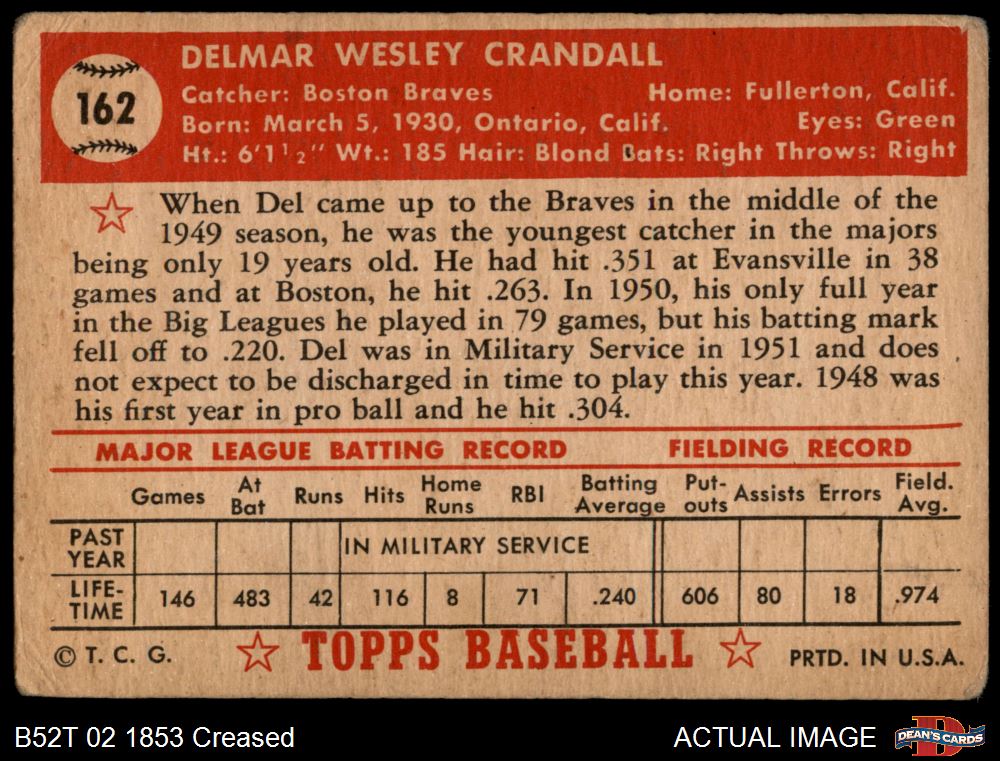 162
DELMAR WESLEY CRANDALL
Catcher: Boston Braves Home: Fullerton, Calif.
Born: March 5, 1930, Ontario, Calif. Eyes: Green
Ht.: 6'1 1/2" Wt.: 185 Hair: Blond Bats: Right Throws: Right
When Del came up to the Braves in the middle of the
1949 season, he was the youngest catcher in the majors
being only 19 years old. He had hit .351 at Evansville in 38
games and at Boston, he hit .263. In 1950, his only full year
in the Big Leagues he played in 79 games, but his batting mark
fell off to .220. Del was in Military Service in 1951 and does
not expect to be discharged in time to play this year. 1948 was
his first year in pro ball and he hit .304.
MAJOR LEAGUE BATTING RECORD FIELDING RECORD
Games At Bat Runs Hits Home Runs RBI Batting Average Put-outs Assists Errors Field. Avg.
PAST YEAR IN MILITARY SERVICE
LIFE-TIME 146 483 42 116 8 71 .240 606 80 18 .974
© T. C. G. TOPPS BASEBALL PRTD. IN U.S.A.
B52T 02 1853 Creased ACTUAL IMAGE DEAN'S CARDS